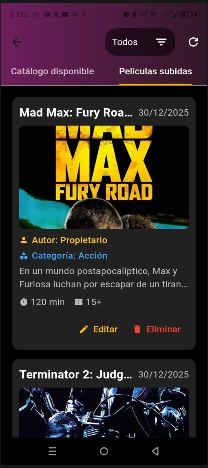 Todos
Catálogo disponible
Películas subidas
Mad Max: Fury Roa... 30/12/2025
MAD
MAX
FURY ROAD
Autor: Propietario
Categoría: Acción
En un mundo postapocalíptico, Max y
Furiosa luchan por escapar de un tiran...
120 min 15+
Editar Eliminar
Terminator 2: Judg... 30/12/2025